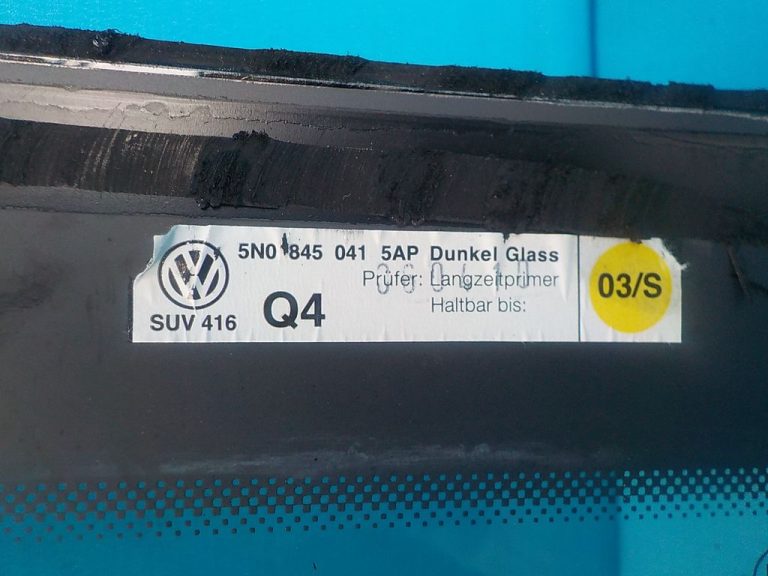 5N0 845 041 5AP Dunkel Glass
Prüfer: Langzeitprimer
Haltbar bis:
SUV 416
Q4
03/S